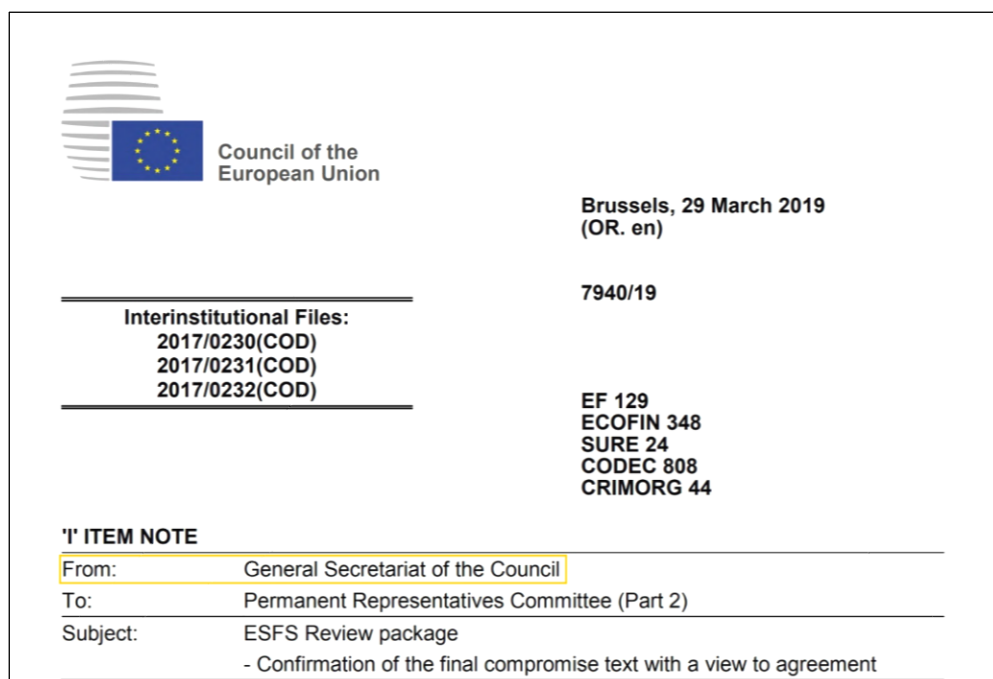 Council of the
European Union
Brussels, 29 March 2019
(OR. en)
7940/19
Interinstitutional Files:
2017/0230(COD)
2017/0231(COD)
2017/0232(COD)
EF 129
ECOFIN 348
SURE 24
CODEC 808
CRIMORG 44
'I' ITEM NOTE
From: General Secretariat of the Council
To: Permanent Representatives Committee (Part 2)
Subject: ESFS Review package
- Confirmation of the final compromise text with a view to agreement